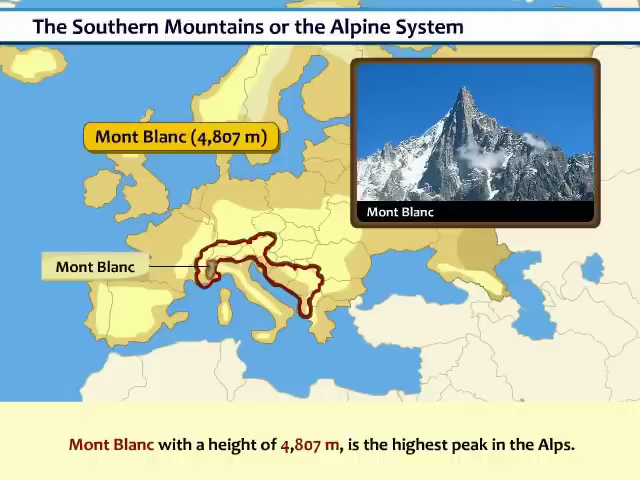 The Southern Mountains or the Alpine System
Mont Blanc (4,807 m)
Mont Blanc
Mont Blanc
Mont Blanc with a height of 4,807 m, is the highest peak in the Alps.